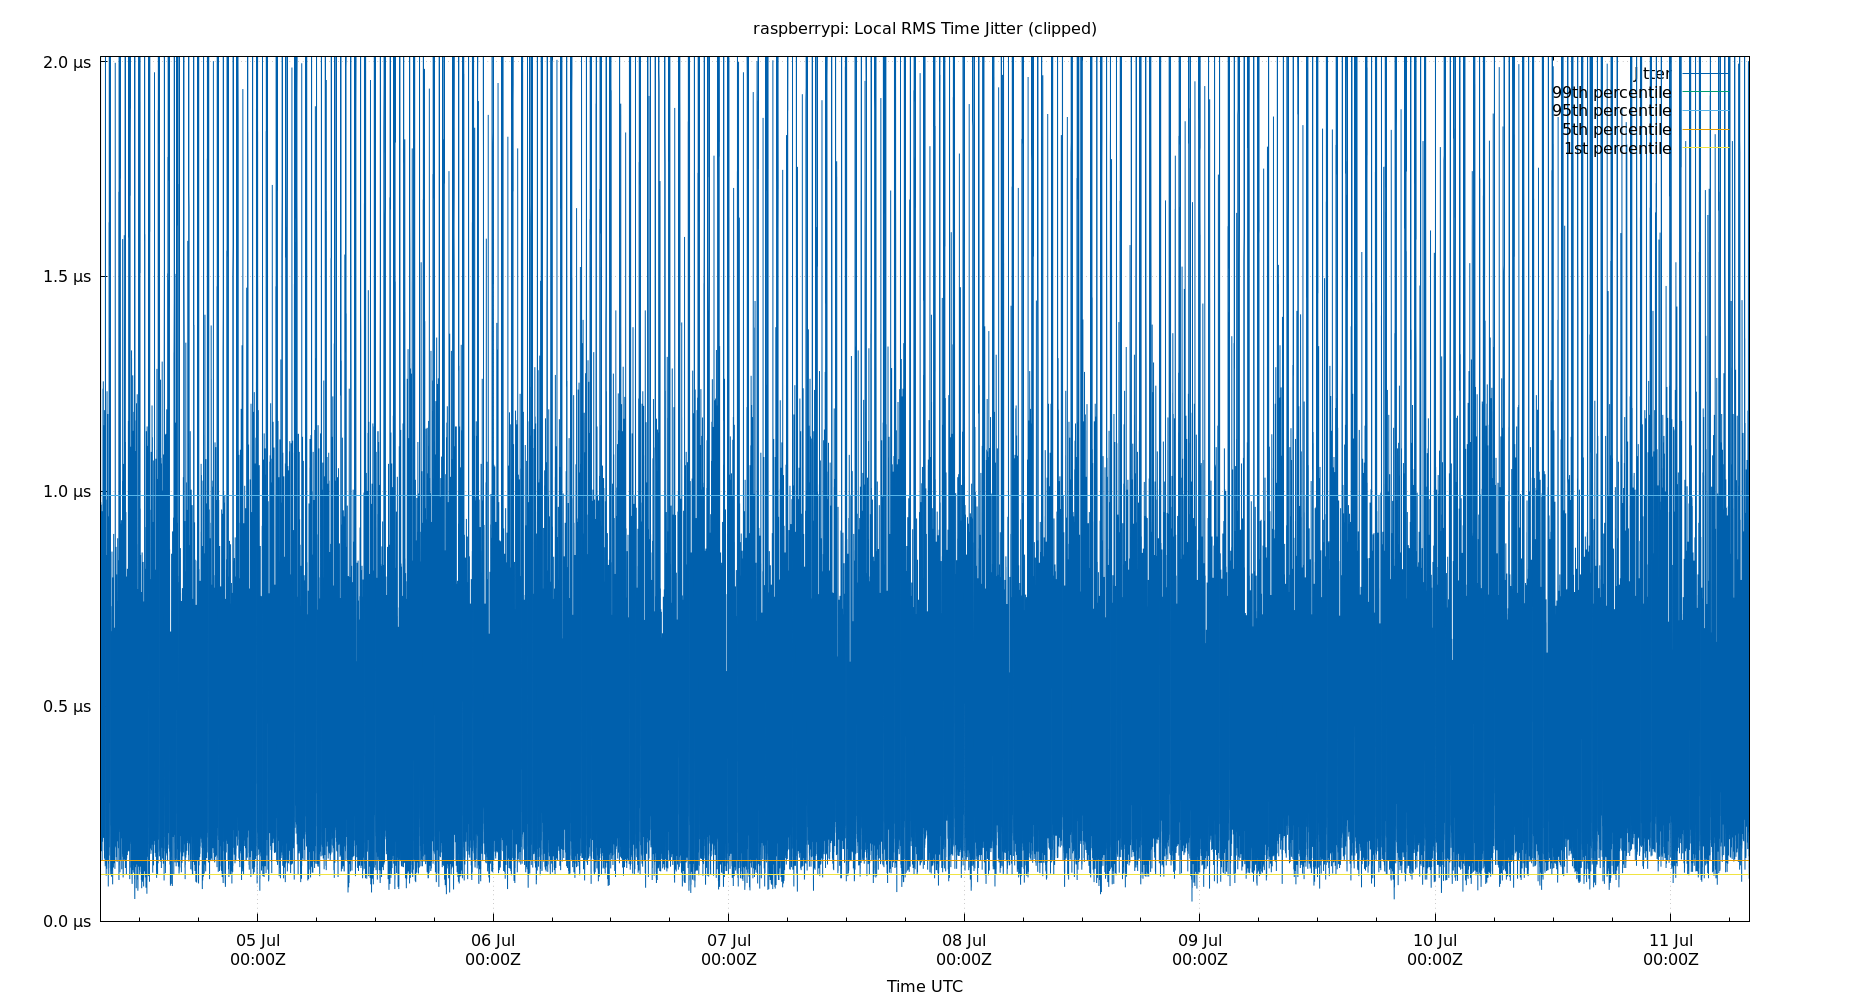 raspberrypi: Local RMS Time Jitter (clipped)
2.0 μs
jitter
99th percentile
95th percentile
5th percentile
1st percentile
1.5 μs
1.0 μs
0.5 μs
0.0 μs
05 Jul 06 Jul 07 Jul 08 Jul 09 Jul 10 Jul 11 Jul
00:00Z 00:00Z 00:00Z 00:00Z 00:00Z 00:00Z 00:00Z
Time UTC